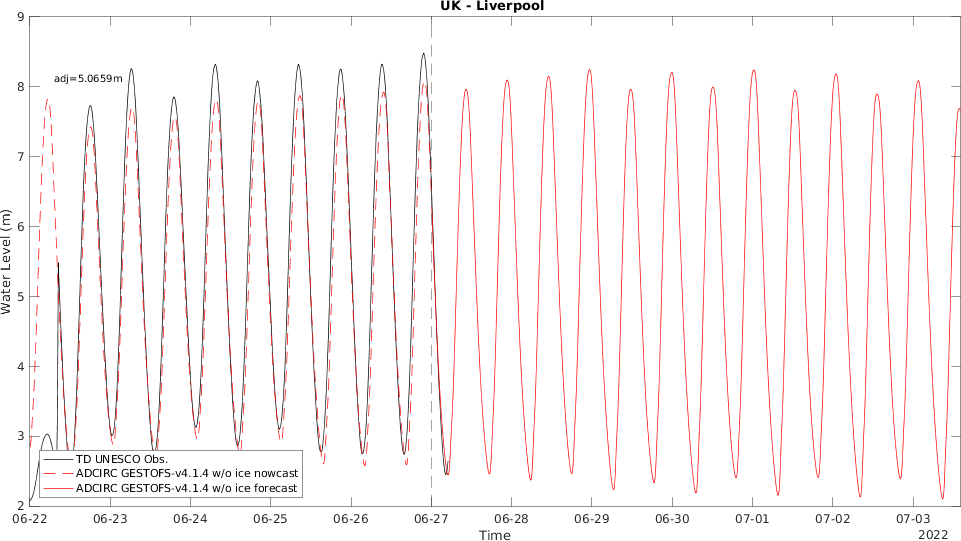 UK - Liverpool
9
8
7
6
5
4
3
2
Water Level (m)
adj=5.0659m
TD UNESCO Obs.
ADCIRC GESTOFS-v4.1.4 w/o ice nowcast
ADCIRC GESTOFS-v4.1.4 w/o ice forecast
06-22 06-23 06-24 06-25 06-26 06-27 06-28 06-29 06-30 07-01 07-02 07-03
Time
2022